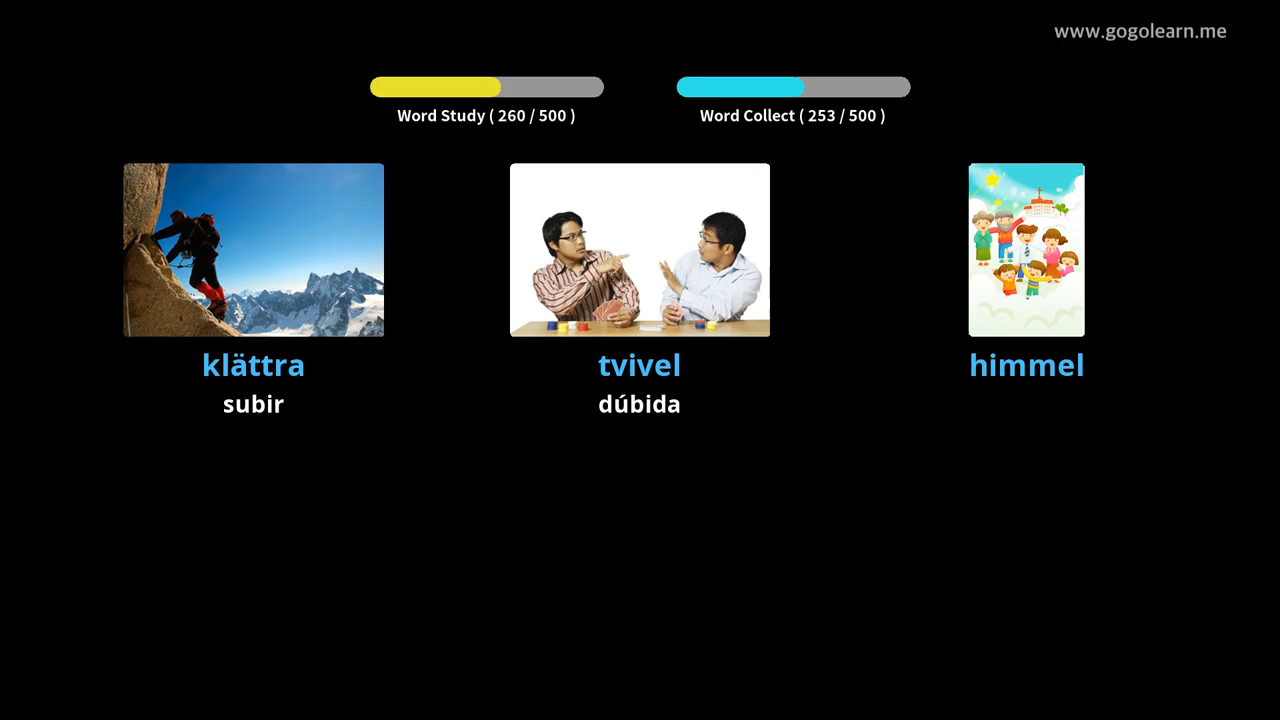 www.gogolearn.me
Word Study ( 260 / 500 )
Word Collect ( 253 / 500 )
klättra
tvivel
himmel
subir
dúbida